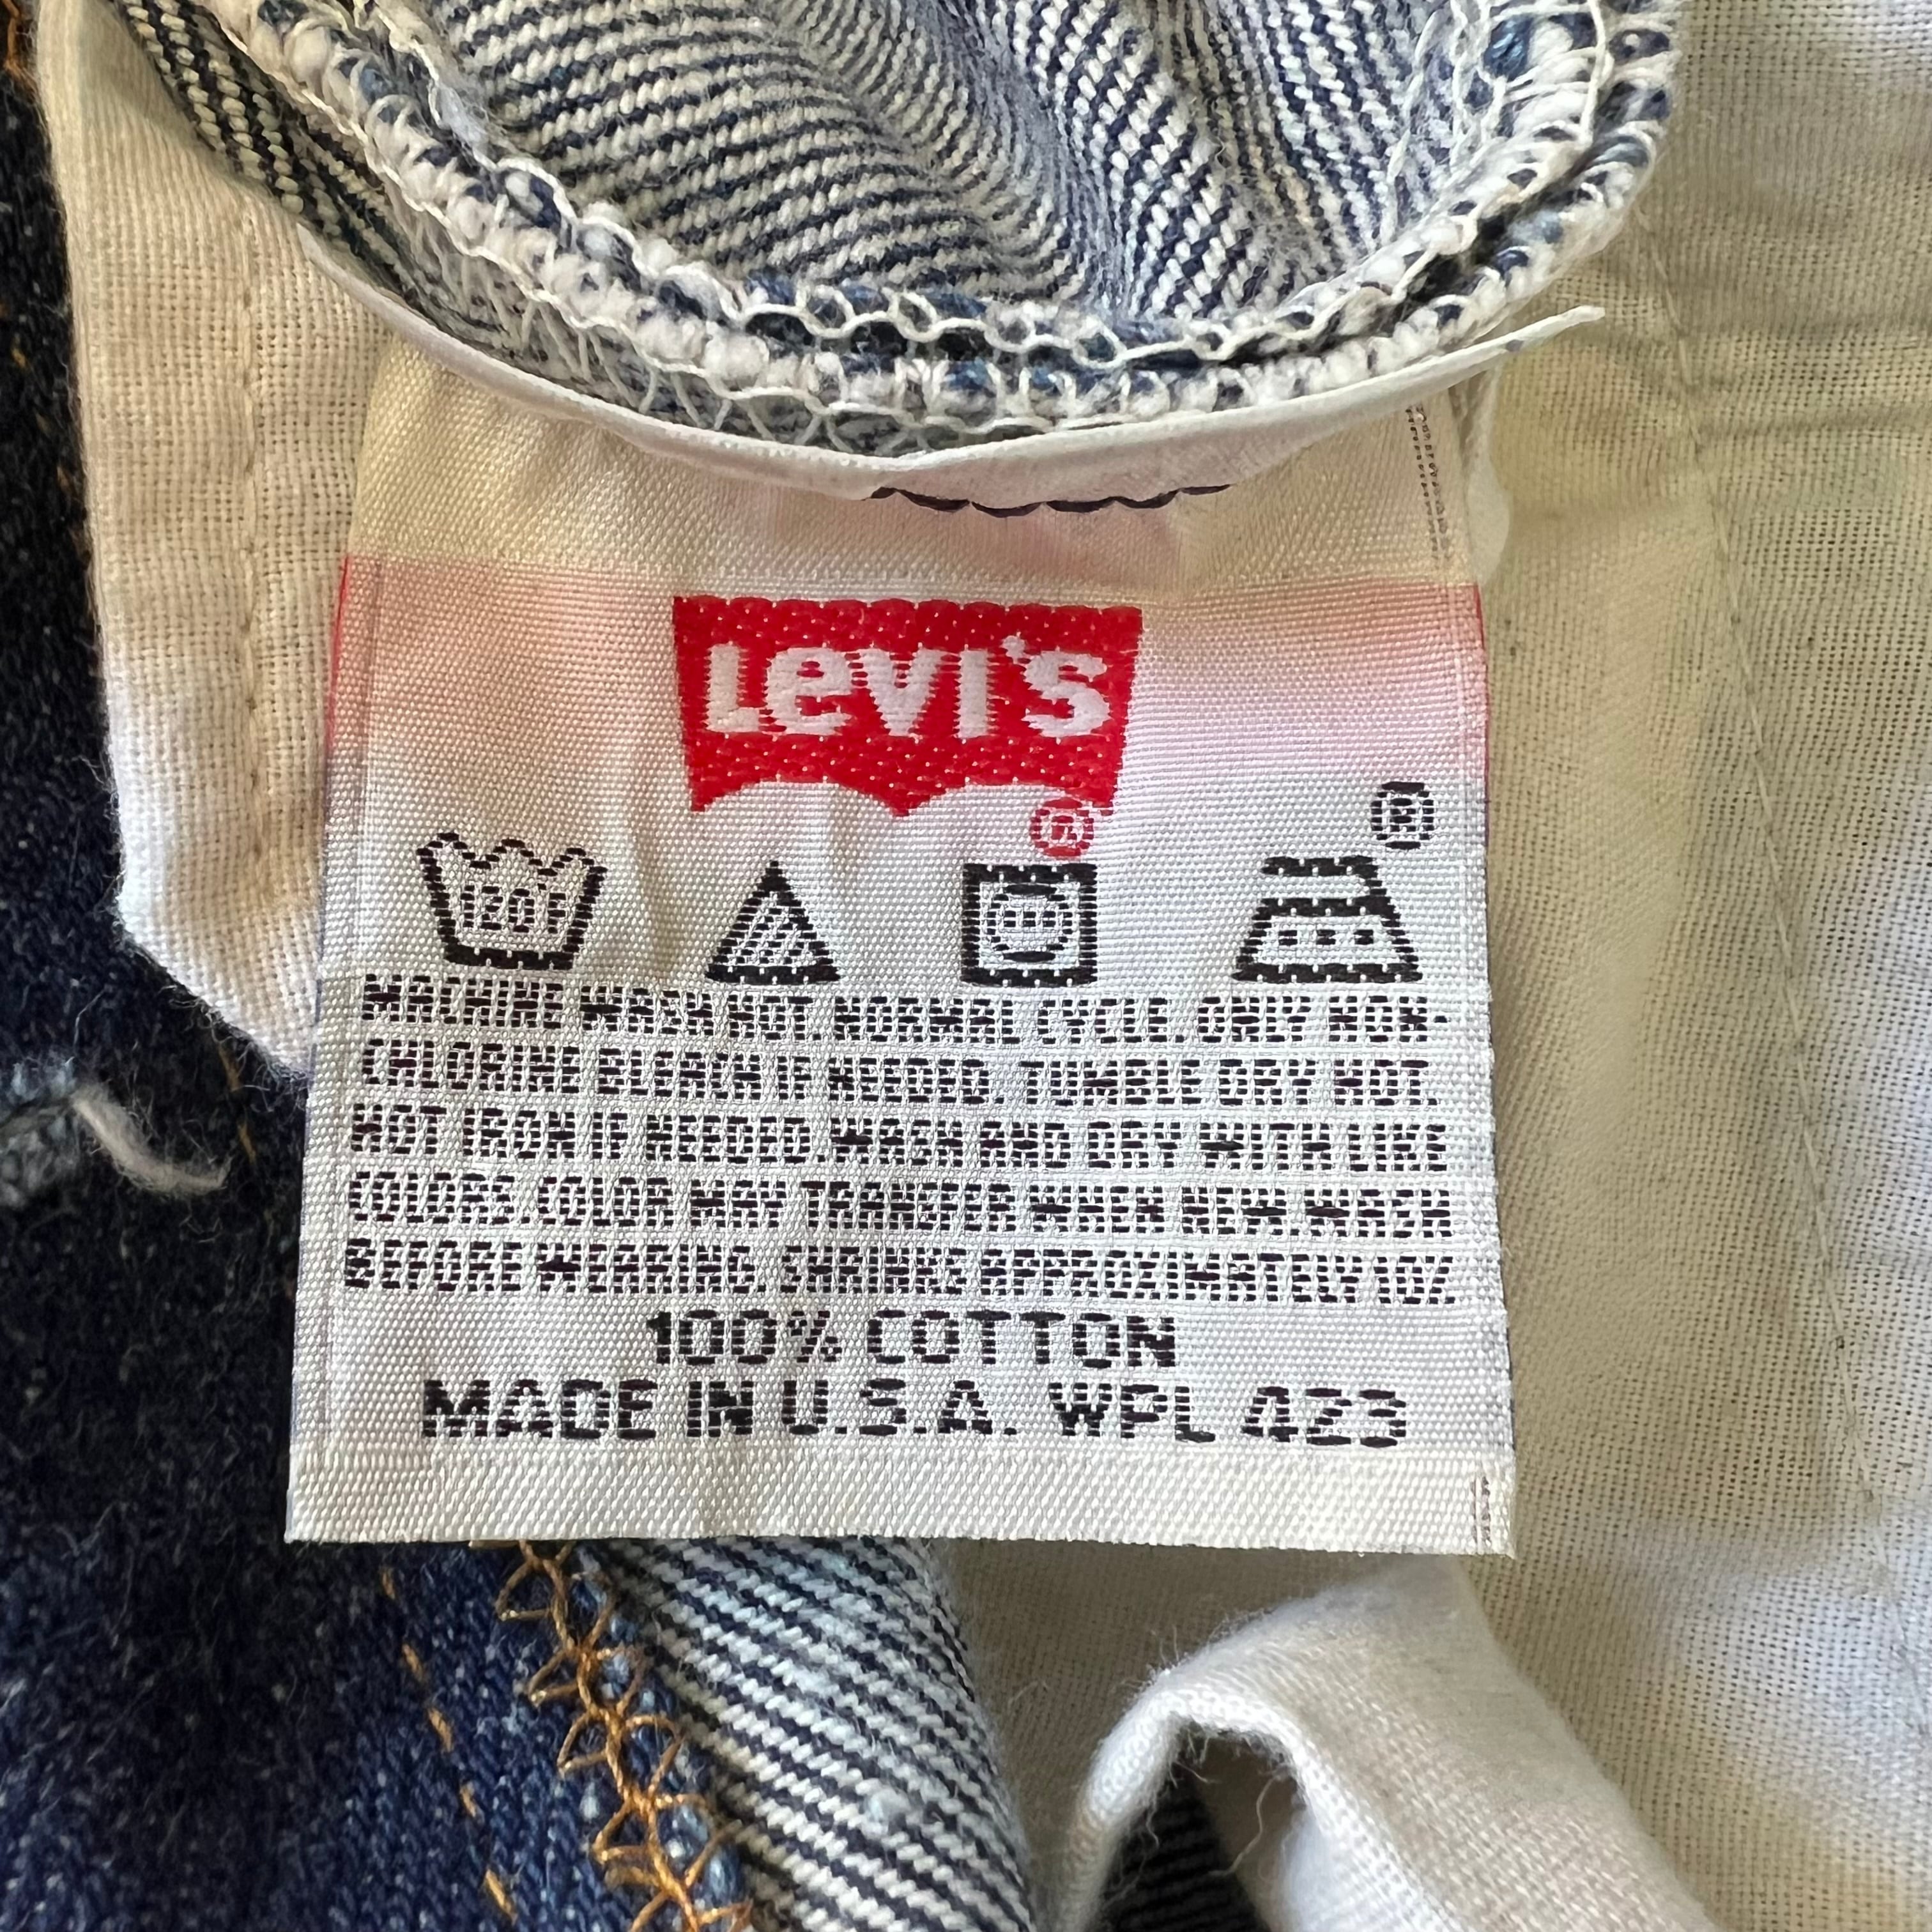 Levi's
®
®
120°F
MACHINE WASH HOT. NORMAL CYCLE. ONLY NON-
CHLORINE BLEACH IF NEEDED. TUMBLE DRY HOT.
HOT IRON IF NEEDED. WASH AND DRY WITH LIKE
COLORS. COLOR MAY TRANSFER WHEN NEW. WASH
BEFORE WEARING. SHRINKS APPROXIMATELY 10%
100% COTTON
MADE IN U.S.A. WPL 423